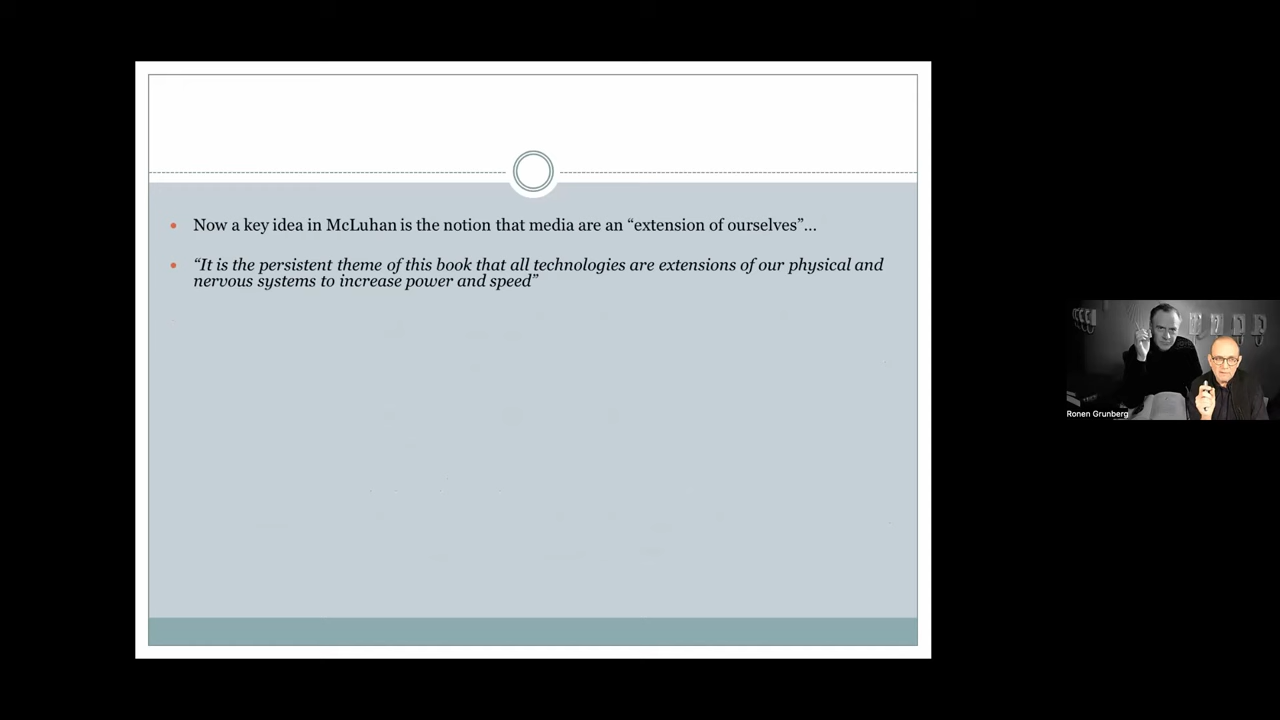 Now a key idea in McLuhan is the notion that media are an “extension of ourselves”…
“It is the persistent theme of this book that all technologies are extensions of our physical and
nervous systems to increase power and speed”
Ronen Grunberg